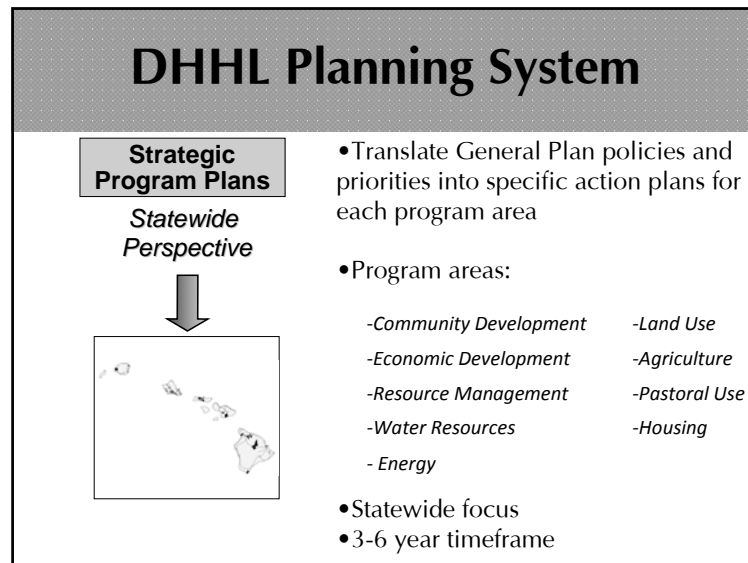 DHHL Planning System
Strategic
Program Plans
Statewide
Perspective
•Translate General Plan policies and
priorities into specific action plans for
each program area
•Program areas:
-Community Development -Land Use
-Economic Development -Agriculture
-Resource Management -Pastoral Use
-Water Resources -Housing
- Energy
•Statewide focus
•3-6 year timeframe